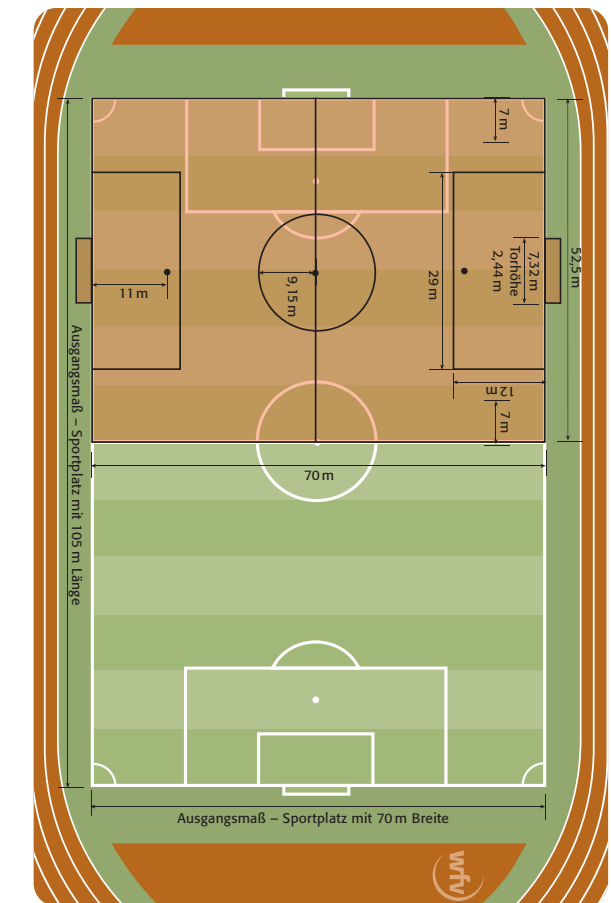 7 m
52,5 m
7,32 m
Torhöhe
2,44 m
11 m
9,15 m
29 m
12 m
7 m
70 m
Ausgangsmaß – Sportplatz mit 105 m Länge
Ausgangsmaß – Sportplatz mit 70 m Breite
wfv